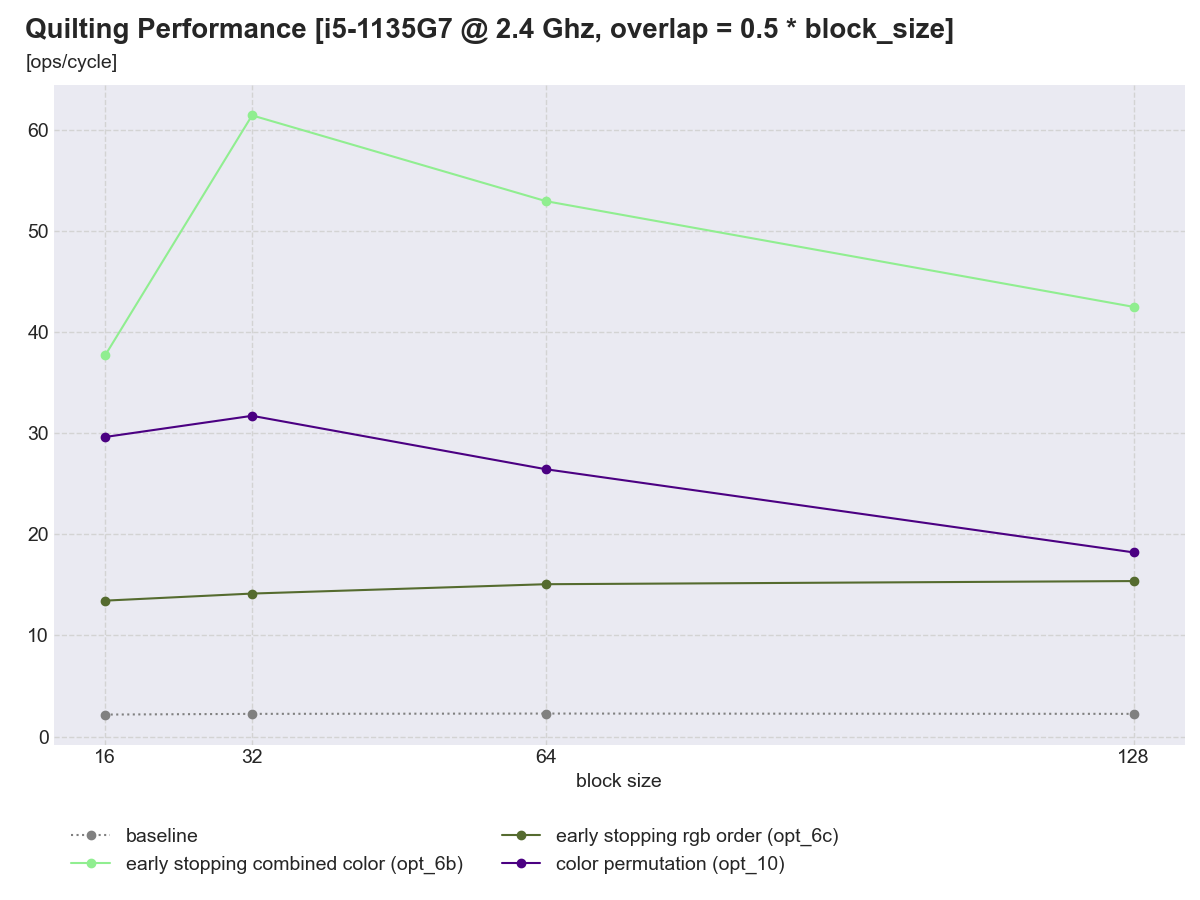 Quilting Performance [i5-1135G7 @ 2.4 Ghz, overlap = 0.5 * block_size]
[ops/cycle]
60
50
40
30
20
10
0
16 32 64 128
block size
baseline
early stopping combined color (opt_6b)
early stopping rgb order (opt_6c)
color permutation (opt_10)